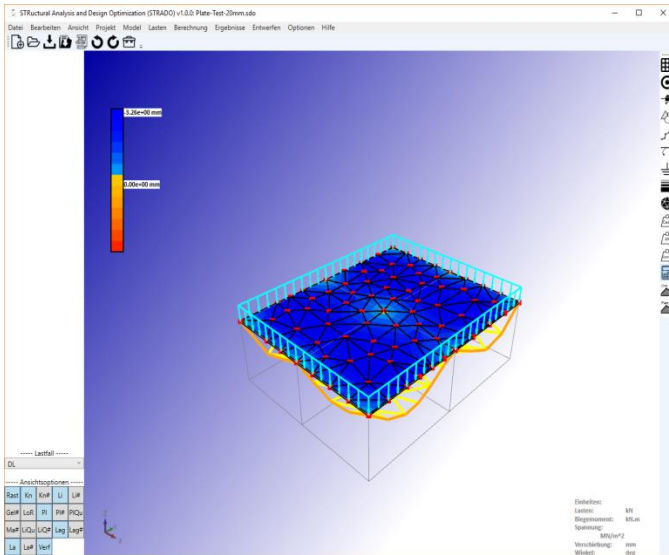 STRuctural Analysis and Design Optimization (STRADO) v1.0.0: Plate-Test-20mm.sdo
Datei Bearbeiten Ansicht Projekt Model Lasten Berechnung Ergebnisse Entwerfen Optionen Hilfe
-3.26e+00 mm
0.00e+00 mm
----- Lastfall -----
DL
----- Ansichtsoptionen -----
Rast Kn Kn# Li Li#
Gel# LoR Pl Pl# PlQu
Ma# LiQu LiQ# Lag Lag#
La La# Verf
Einheiten:
Lasten: kN
Biegemoment: kN.m
Spannung:
MN/m^2
Verschiebung: mm
Winkel: deg